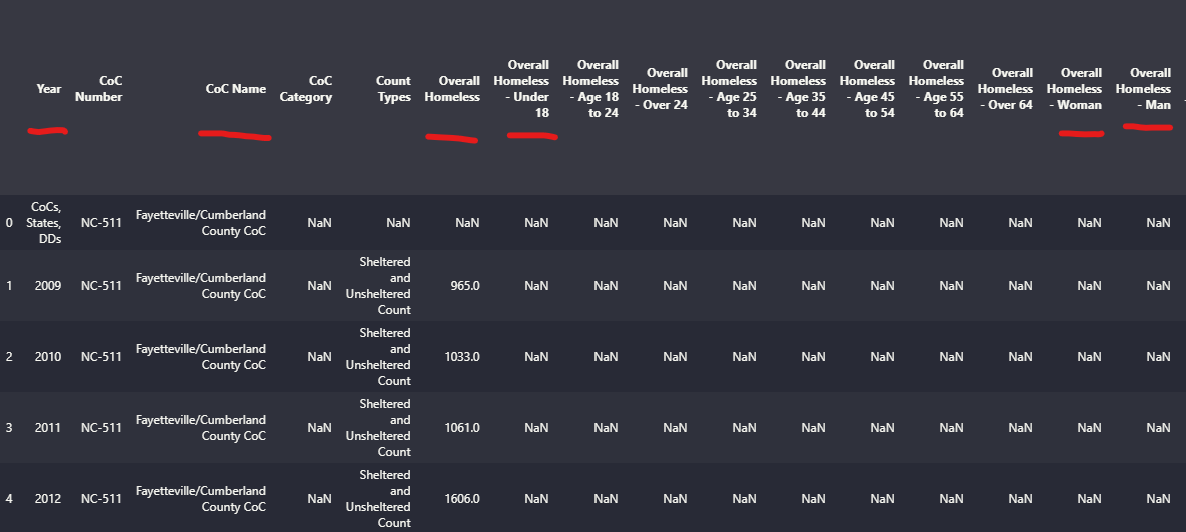 Year CoC Number CoC Name CoC Category Count Types Overall Homeless Overall Homeless - Under 18 Overall Homeless - Age 18 to 24 Overall Homeless - Over 24 Overall Homeless - Age 25 to 34 Overall Homeless - Age 35 to 44 Overall Homeless - Age 45 to 54 Overall Homeless - Age 55 to 64 Overall Homeless - Over 64 Overall Homeless - Woman Overall Homeless - Man
0 CoCs, States, DDs NC-511 Fayetteville/Cumberland County CoC NaN NaN NaN NaN NaN NaN NaN NaN NaN NaN NaN NaN NaN
1 2009 NC-511 Fayetteville/Cumberland County CoC NaN Sheltered and Unsheltered Count 965.0 NaN NaN NaN NaN NaN NaN NaN NaN NaN NaN
2 2010 NC-511 Fayetteville/Cumberland County CoC NaN Sheltered and Unsheltered Count 1033.0 NaN NaN NaN NaN NaN NaN NaN NaN NaN NaN
3 2011 NC-511 Fayetteville/Cumberland County CoC NaN Sheltered and Unsheltered Count 1061.0 NaN NaN NaN NaN NaN NaN NaN NaN NaN NaN
4 2012 NC-511 Fayetteville/Cumberland County CoC NaN Sheltered and Unsheltered Count 1606.0 NaN NaN NaN NaN NaN NaN NaN NaN NaN NaN